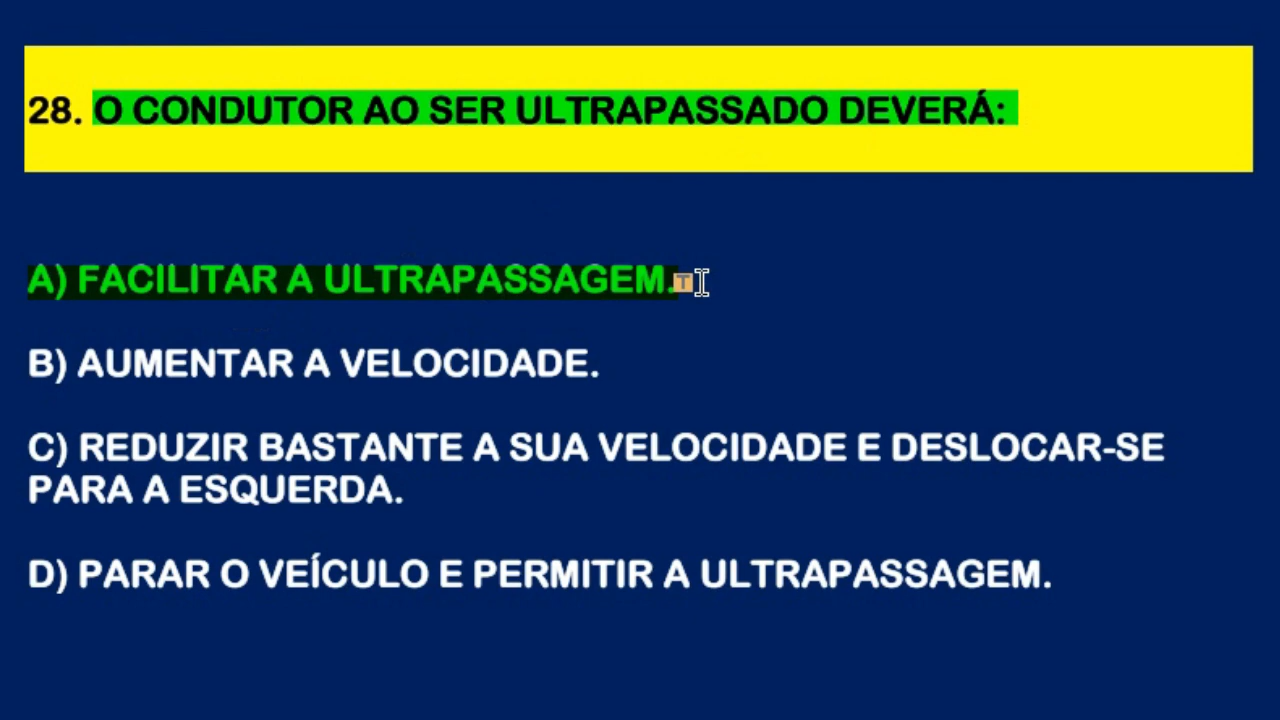 28. O CONDUTOR AO SER ULTRAPASSADO DEVERÁ:
A) FACILITAR A ULTRAPASSAGEM.
B) AUMENTAR A VELOCIDADE.
C) REDUZIR BASTANTE A SUA VELOCIDADE E DESLOCAR-SE
PARA A ESQUERDA.
D) PARAR O VEÍCULO E PERMITIR A ULTRAPASSAGEM.